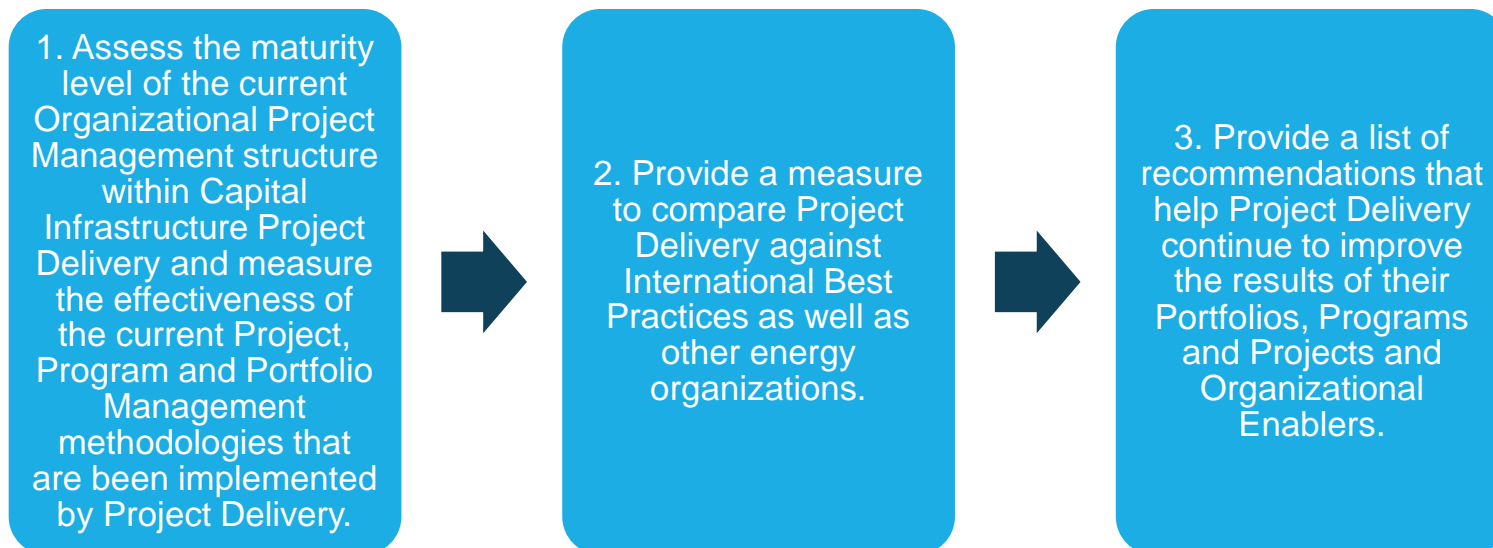 1. Assess the maturity
level of the current
Organizational Project
Management structure
within Capital
Infrastructure Project
Delivery and measure
the effectiveness of
the current Project,
Program and Portfolio
Management
methodologies that
are been implemented
by Project Delivery.
2. Provide a measure
to compare Project
Delivery against
International Best
Practices as well as
other energy
organizations.
3. Provide a list of
recommendations that
help Project Delivery
continue to improve
the results of their
Portfolios, Programs
and Projects and
Organizational
Enablers.